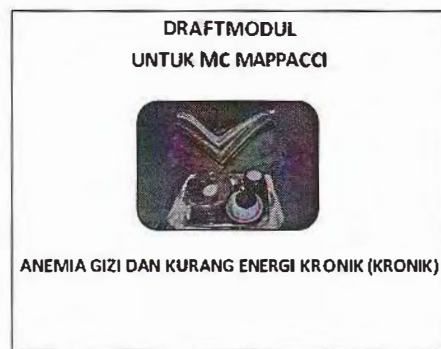 DRAFTMODUL
UNTUK MC MAPPACCI
ANEMIA GIZI DAN KURANG ENERGI KRONIK (KRONIK)